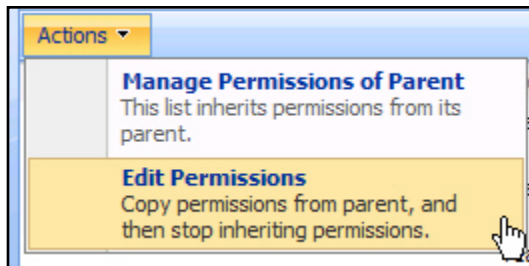 Actions
Manage Permissions of Parent
This list inherits permissions from its
parent.
Edit Permissions
Copy permissions from parent, and
then stop inheriting permissions.